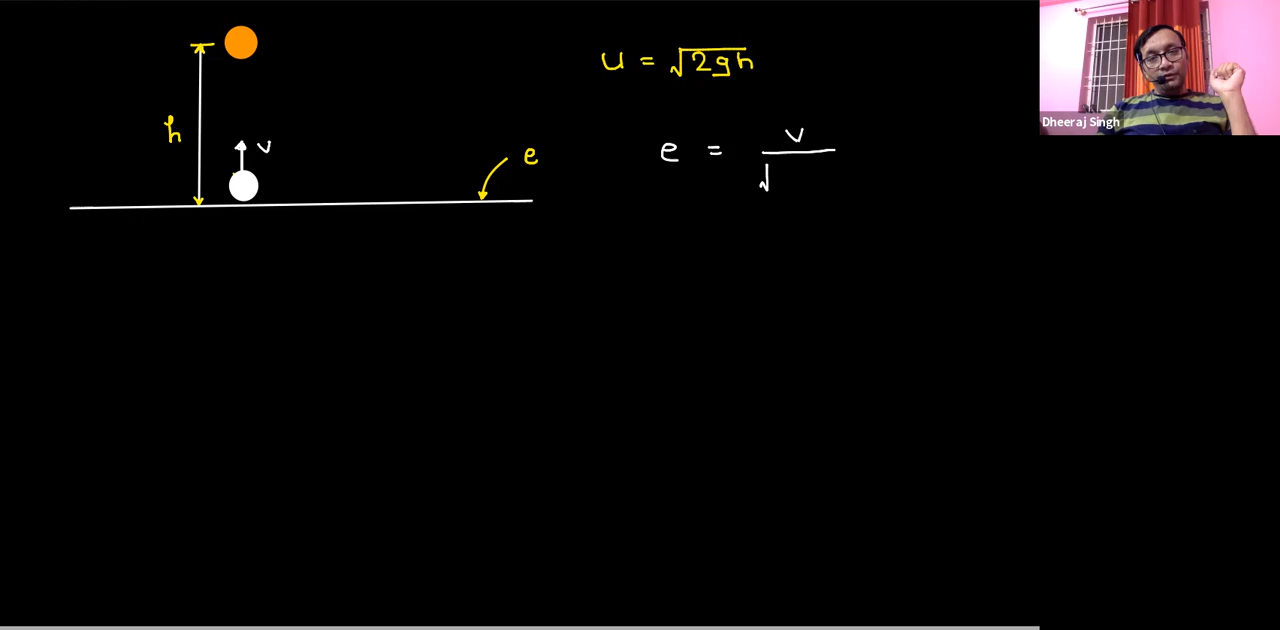 u = √2gh
h
v
e
e = v / √
Dheeraj Singh